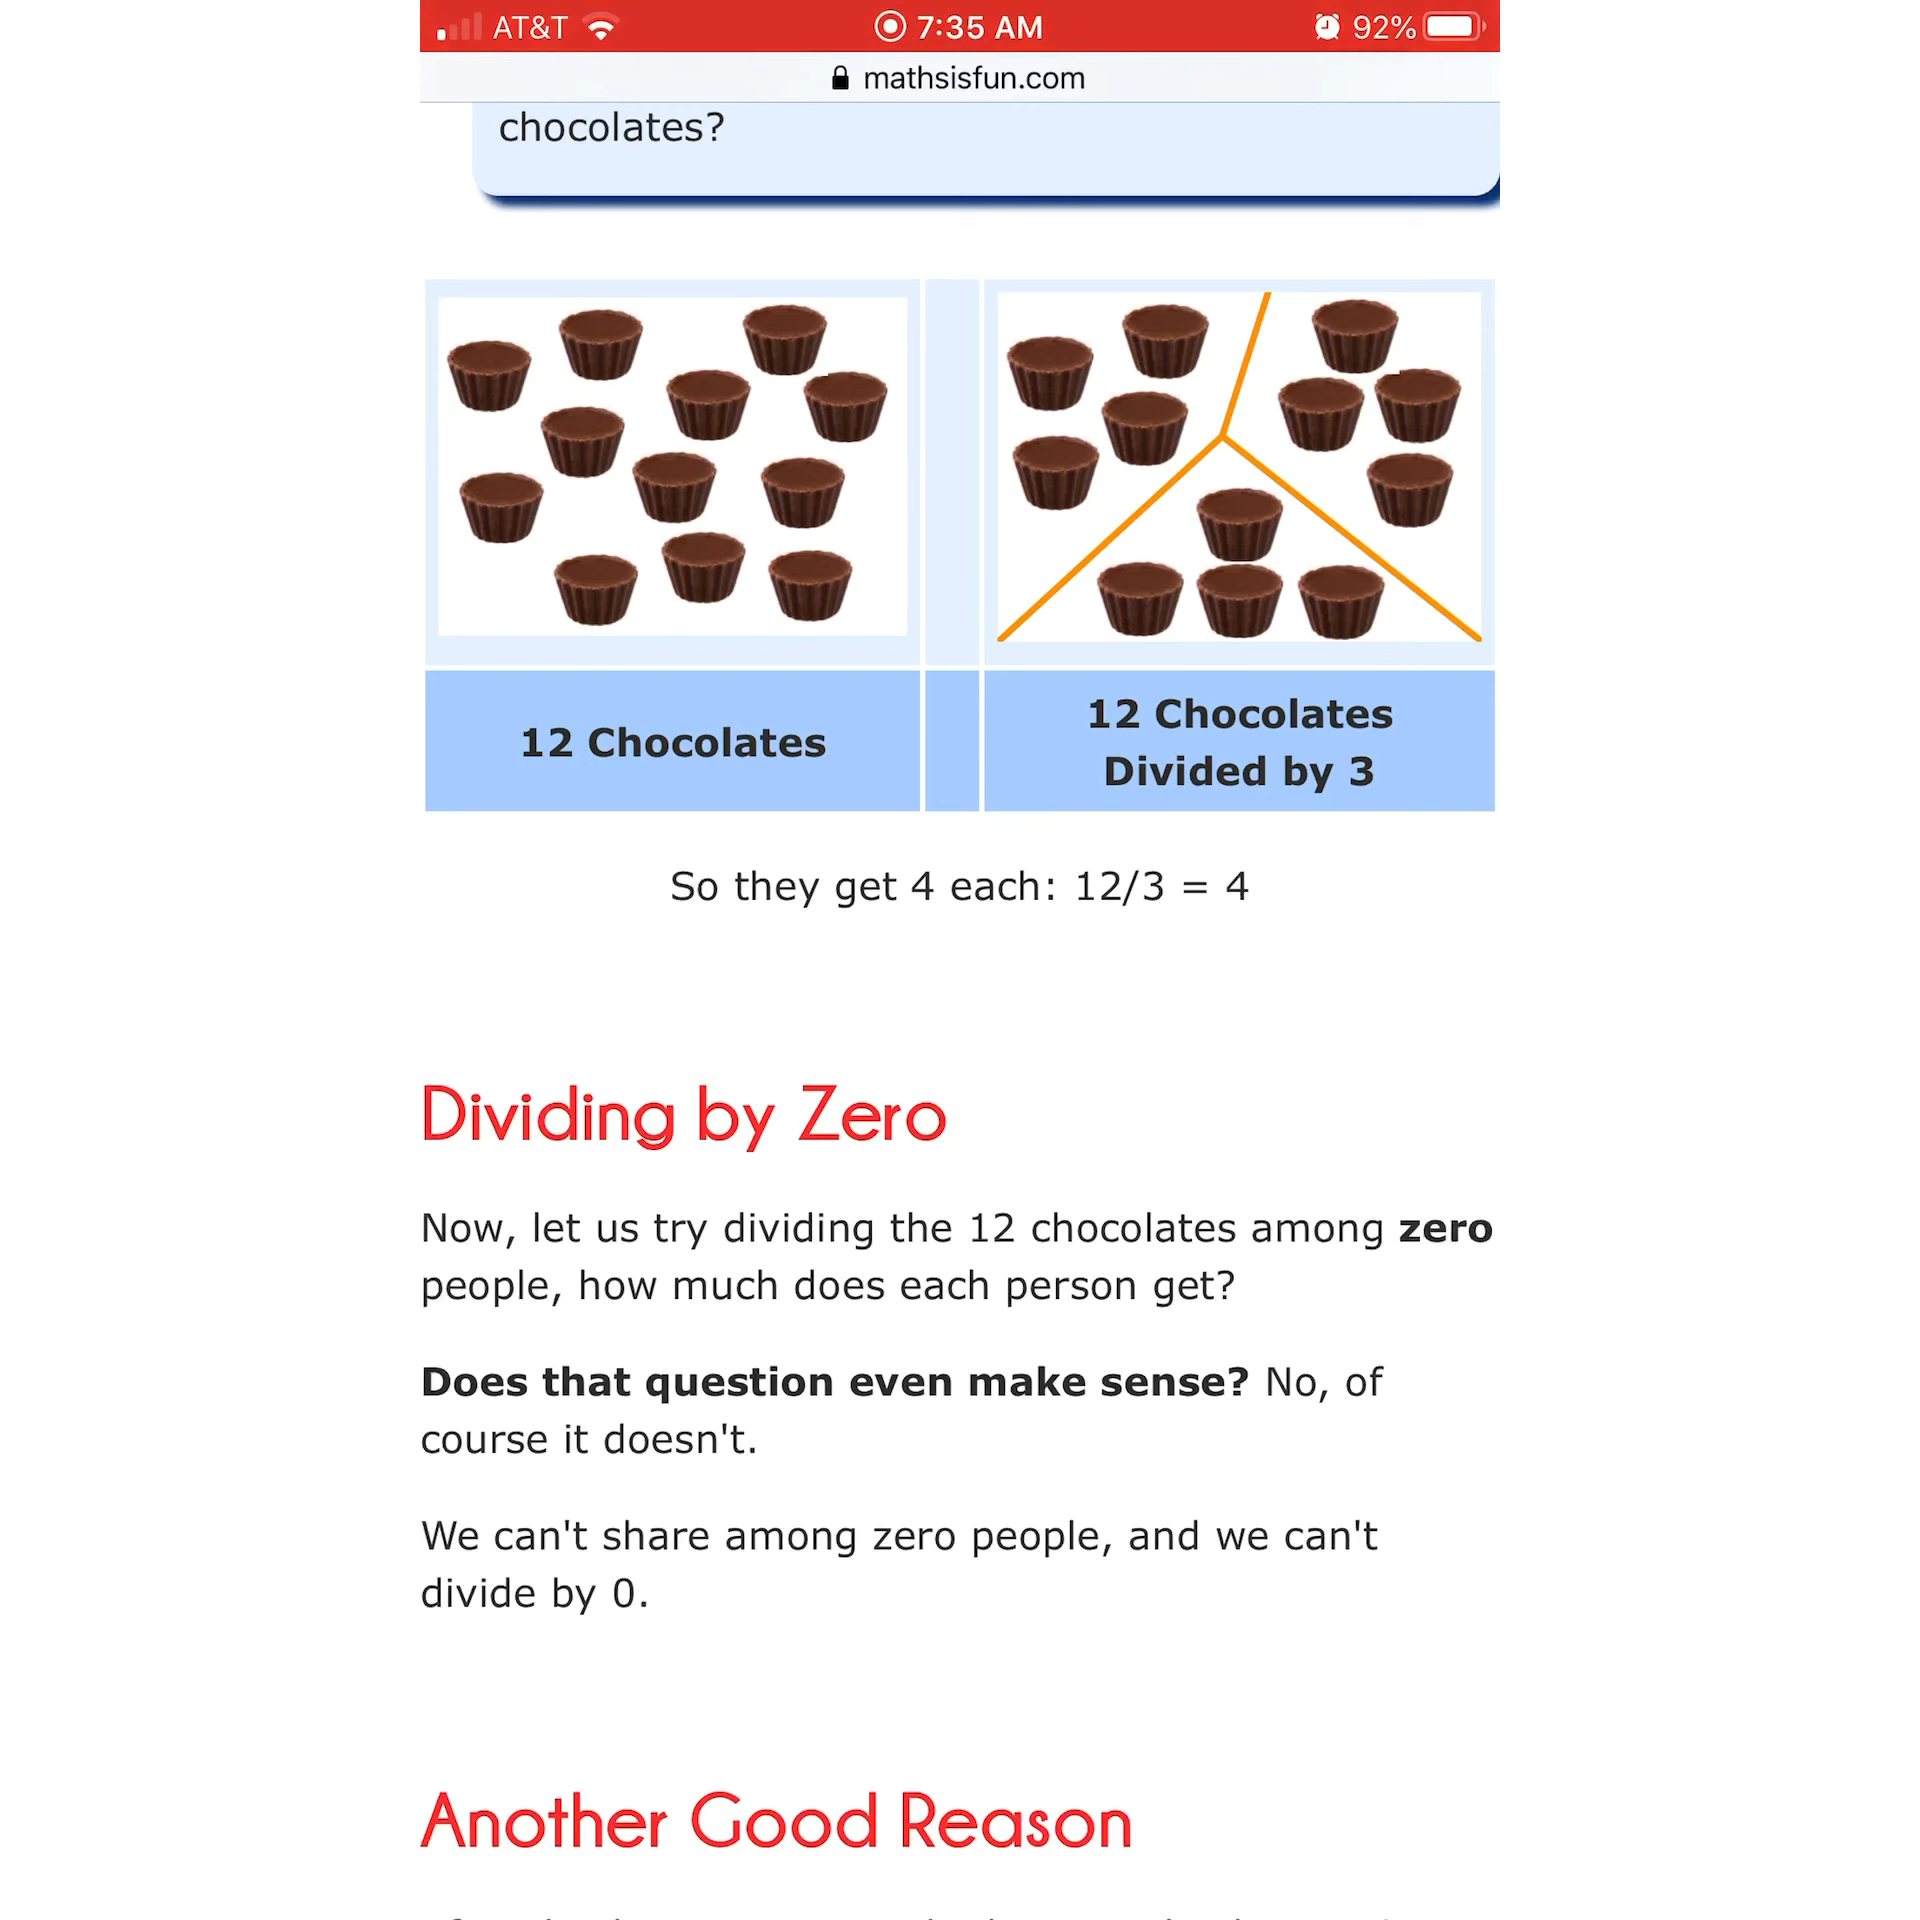 AT&T 7:35 AM 92%
mathsisfun.com
chocolates?
12 Chocolates
12 Chocolates
Divided by 3
So they get 4 each: 12/3 = 4
Dividing by Zero
Now, let us try dividing the 12 chocolates among zero
people, how much does each person get?
Does that question even make sense? No, of
course it doesn't.
We can't share among zero people, and we can't
divide by 0.
Another Good Reason